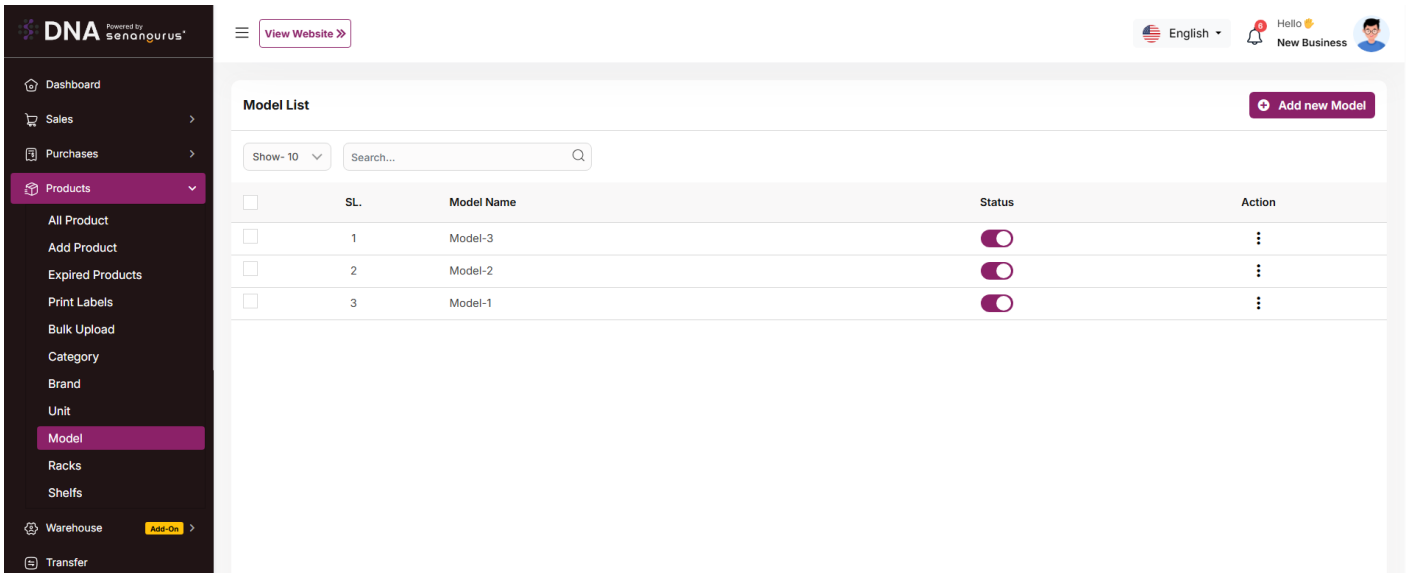 DNA Powered by senangurus
View Website
English
6
Hello
New Business
Dashboard
Sales
Purchases
Products
All Product
Add Product
Expired Products
Print Labels
Bulk Upload
Category
Brand
Unit
Model
Racks
Shelfs
Warehouse Add-On
Transfer
Model List
Add new Model
Show- 10
Search...
SL. Model Name Status Action
1 Model-3
2 Model-2
3 Model-1